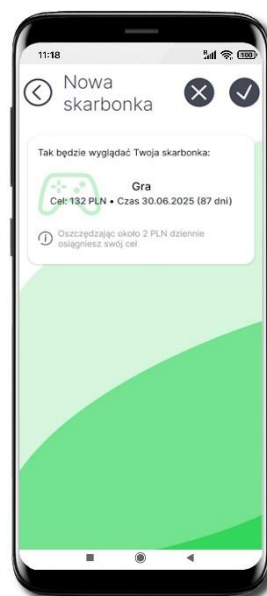 11:18
100
Nowa
skarbonka
Tak będzie wyglądać Twoja skarbonka:
Gra
Cel: 132 PLN • Czas 30.06.2025 (87 dni)
Oszczędzając około 2 PLN dziennie
osiągniesz swój cel